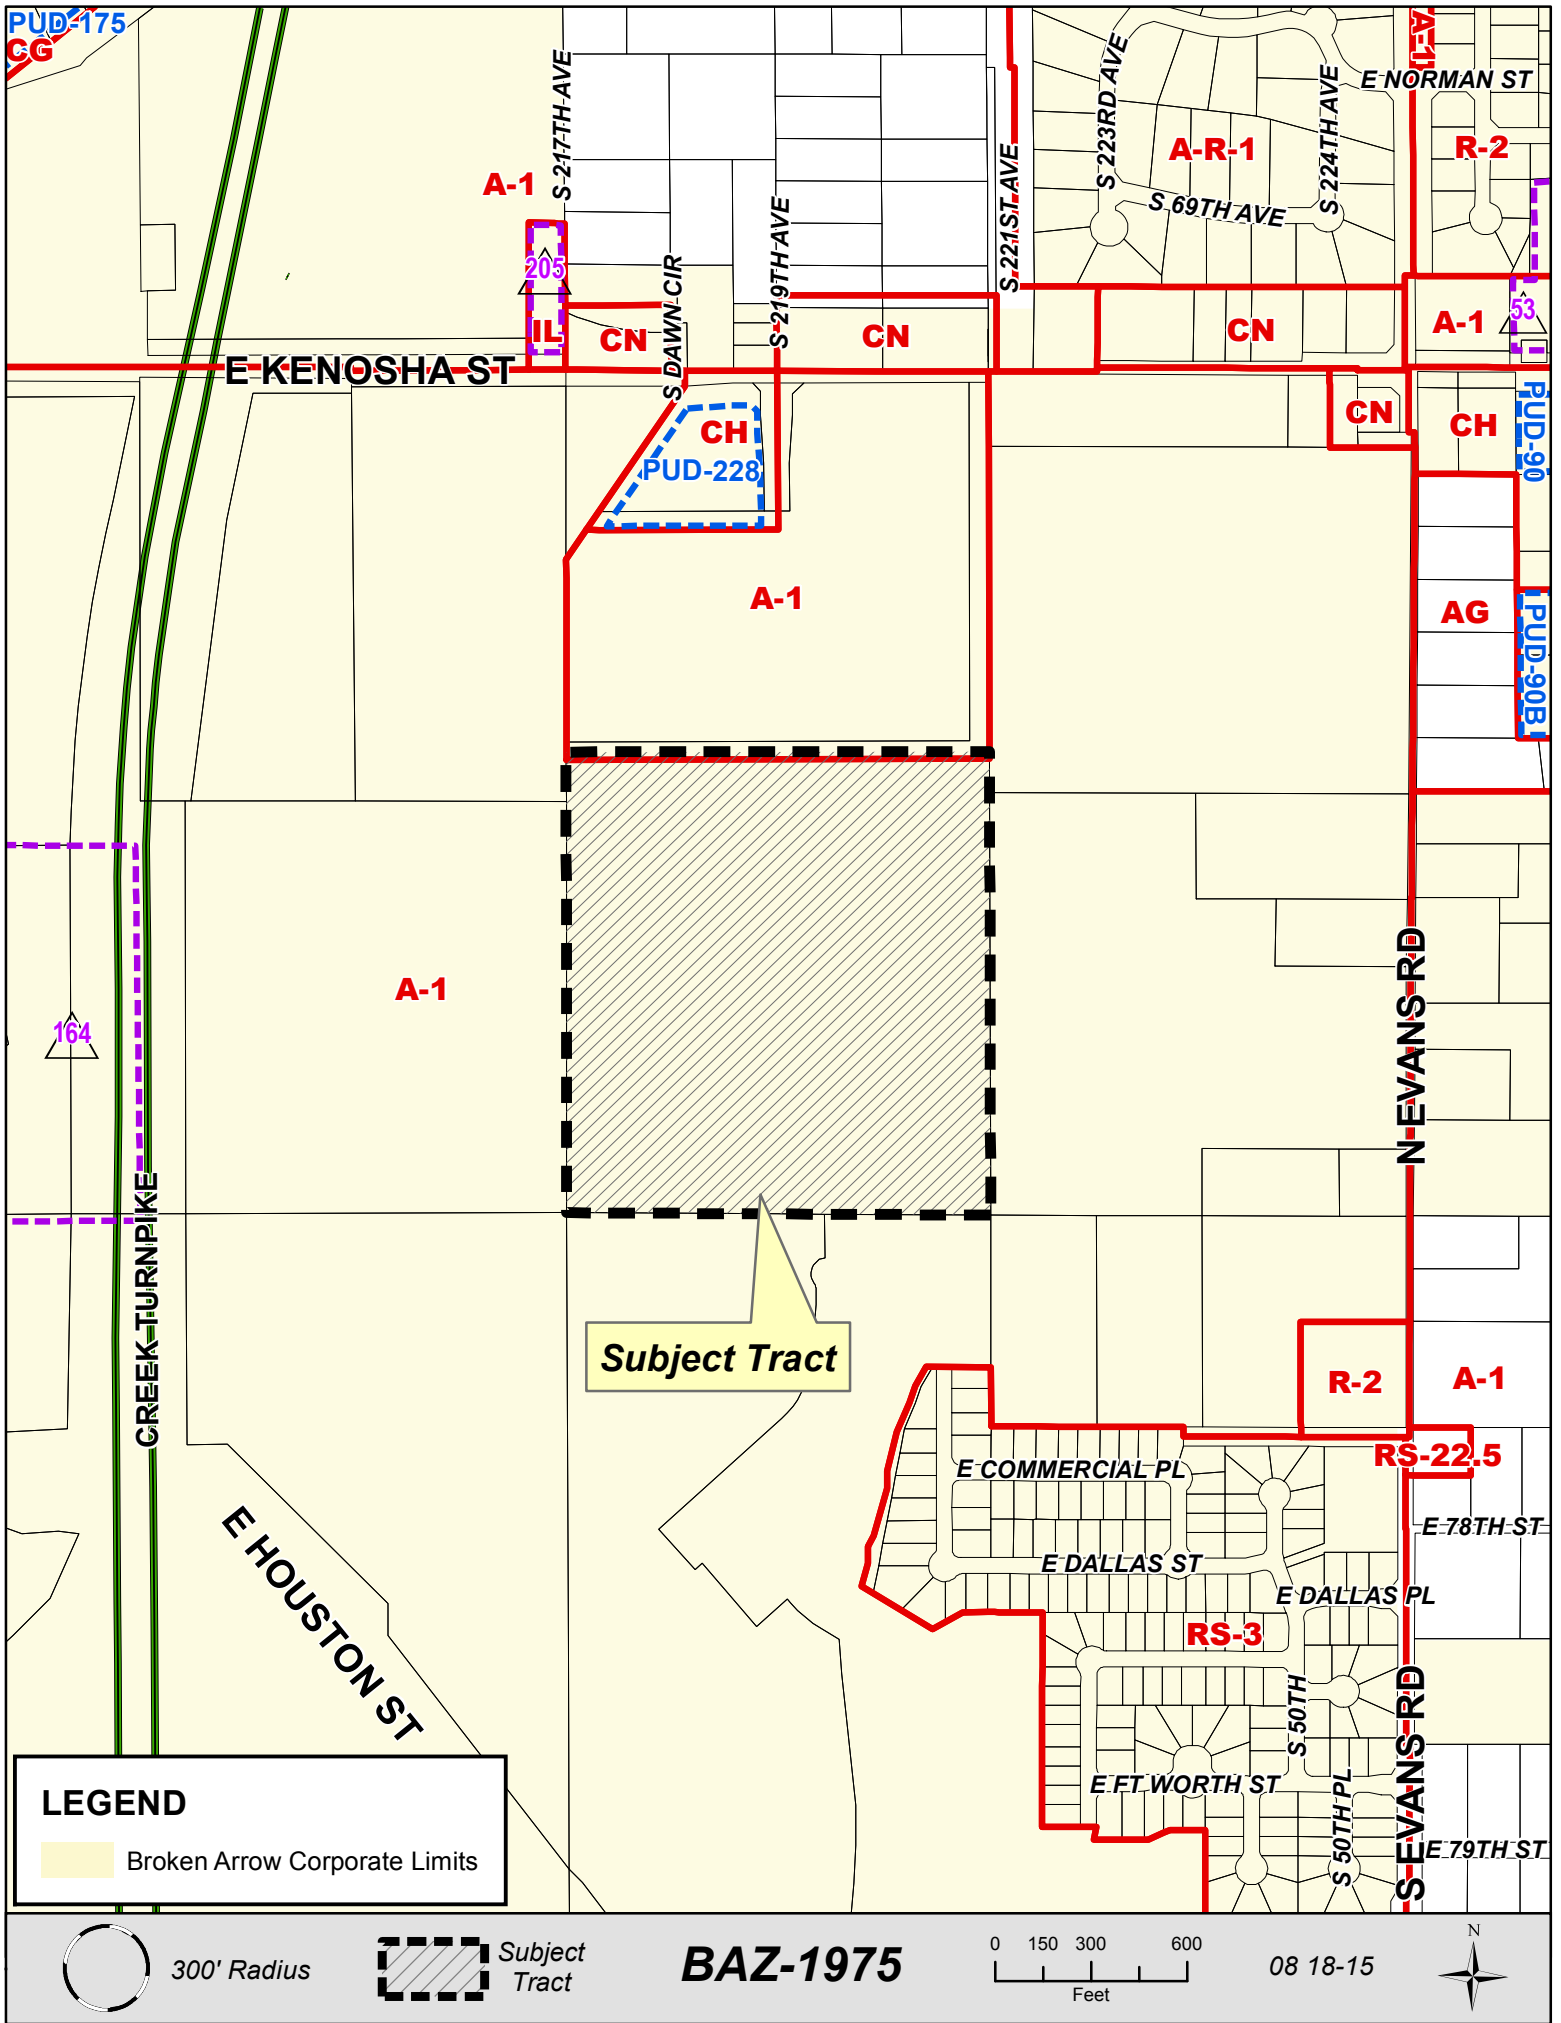 PUD-175
CG
S 217TH AVE
A-1
205
IL
S DAWN CIR
CN
S 219TH AVE
CN
S 221ST AVE
S 223RD AVE
A-R-1
S 224TH AVE
S 69TH AVE
CN
A-1
E NORMAN ST
R-2
A-1
53
E KENOSHA ST
CH
PUD-228
CN
CH
PUD-90
A-1
AG
PUD-90B
A-1
164
N EVANS RD
CREEK TURNPIKE
Subject Tract
R-2
A-1
RS-22.5
E COMMERCIAL PL
E 78TH ST
E DALLAS ST
E DALLAS PL
RS-3
E HOUSTON ST
S 50TH
S EVANS RD
E FT WORTH ST
S 50TH PL
E 79TH ST
LEGEND
Broken Arrow Corporate Limits
300' Radius
Subject
Tract
BAZ-1975
0 150 300 600
Feet
08 18-15
N